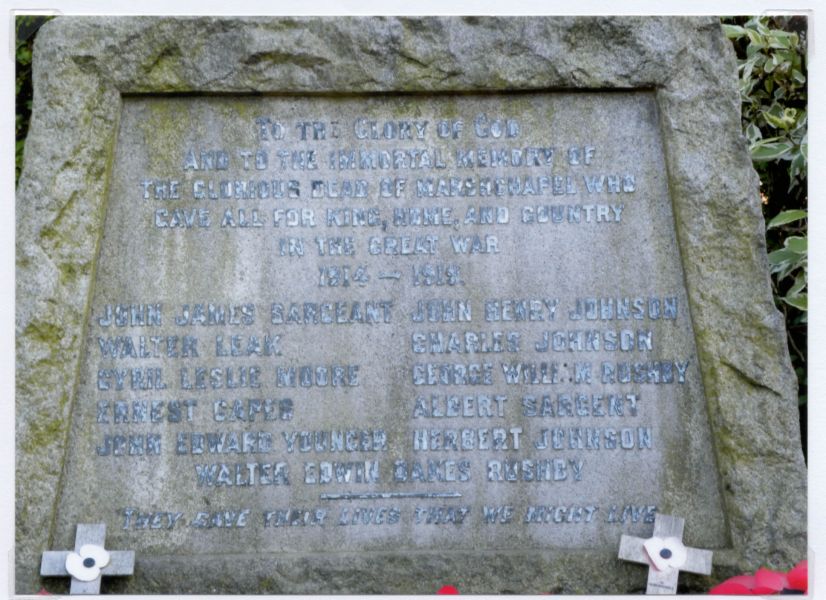 TO THE GLORY OF GOD
AND TO THE IMMORTAL MEMORY OF
THE GLORIOUS DEAD OF MARSHCHAPEL WHO
GAVE ALL FOR KING, HOME, AND COUNTRY
IN THE GREAT WAR
1914 — 1919.
JOHN JAMES SARGEANT JOHN HENRY JOHNSON
WALTER LEAK CHARLES JOHNSON
CYRIL LESLIE MOORE GEORGE WILLIAM RUSHBY
ERNEST CAPES ALBERT SARGENT
JOHN EDWARD YOUNGER HERBERT JOHNSON
WALTER EDWIN OAKES RUSHBY
THEY GAVE THEIR LIVES THAT WE MIGHT LIVE